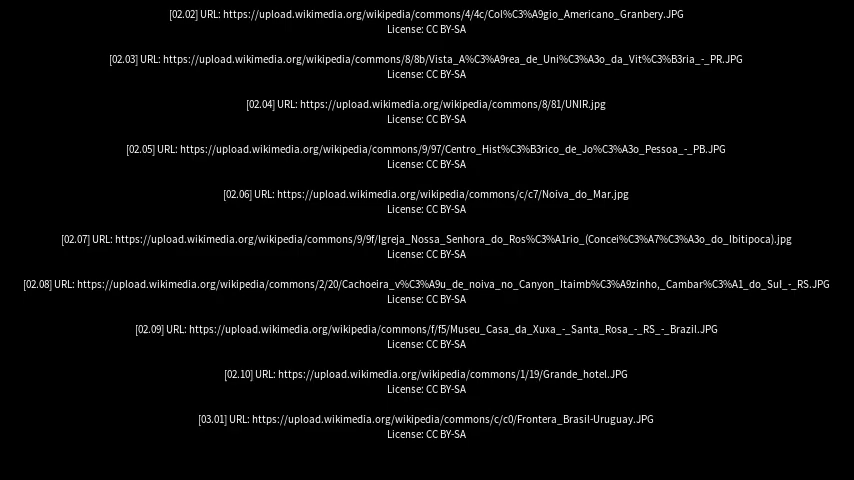 [02.02] URL: https://upload.wikimedia.org/wikipedia/commons/4/4c/Col%C3%A9gio_Americano_Granbery.JPG
License: CC BY-SA
[02.03] URL: https://upload.wikimedia.org/wikipedia/commons/8/8b/Vista_A%C3%A9rea_de_Uni%C3%A3o_da_Vit%C3%B3ria_-_PR.JPG
License: CC BY-SA
[02.04] URL: https://upload.wikimedia.org/wikipedia/commons/8/81/UNIR.jpg
License: CC BY-SA
[02.05] URL: https://upload.wikimedia.org/wikipedia/commons/9/97/Centro_Hist%C3%B3rico_de_Jo%C3%A3o_Pessoa_-_PB.JPG
License: CC BY-SA
[02.06] URL: https://upload.wikimedia.org/wikipedia/commons/c/c7/Noiva_do_Mar.jpg
License: CC BY-SA
[02.07] URL: https://upload.wikimedia.org/wikipedia/commons/9/9f/Igreja_Nossa_Senhora_do_Ros%C3%A1rio_(Concei%C3%A7%C3%A3o_do_Ibitipoca).jpg
License: CC BY-SA
[02.08] URL: https://upload.wikimedia.org/wikipedia/commons/2/20/Cachoeira_v%C3%A9u_de_noiva_no_Canyon_Itaimb%C3%A9zinho,_Cambar%C3%A1_do_Sul_-_RS.JPG
License: CC BY-SA
[02.09] URL: https://upload.wikimedia.org/wikipedia/commons/f/f5/Museu_Casa_da_Xuxa_-_Santa_Rosa_-_RS_-_Brazil.JPG
License: CC BY-SA
[02.10] URL: https://upload.wikimedia.org/wikipedia/commons/1/19/Grande_hotel.JPG
License: CC BY-SA
[03.01] URL: https://upload.wikimedia.org/wikipedia/commons/c/c0/Frontera_Brasil-Uruguay.JPG
License: CC BY-SA